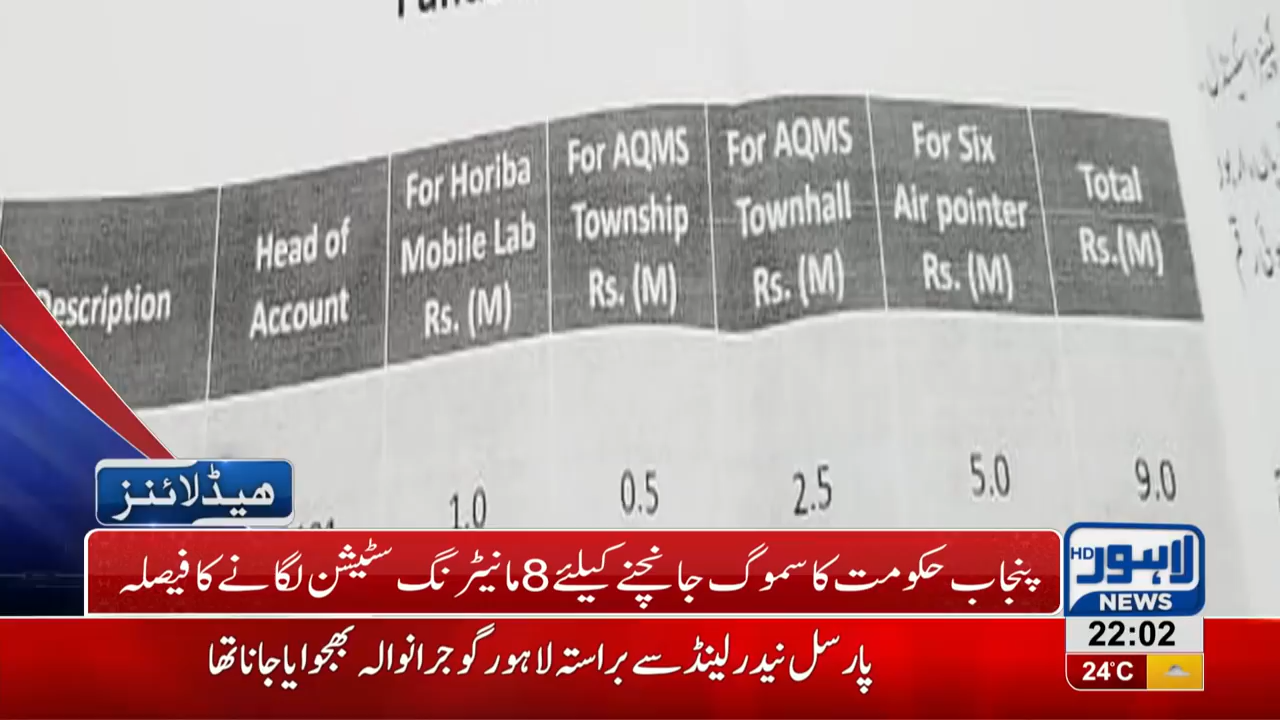 Description
Head of
Account
For Horiba
Mobile Lab
Rs. (M)
For AQMS
Township
Rs. (M)
For AQMS
Townhall
Rs. (M)
For Six
Air pointer
Rs. (M)
Total
Rs.(M)
1.0
0.5
2.5
5.0
9.0
ھیڈلائنز
پنجاب حکومت کا سموگ جانچنے کیلئے 8 مانیٹرنگ سٹیشن لگانے کا فیصلہ
پارسل نیدرلینڈ سے براستہ لاہور گوجرانوالہ بھجوایا جانا تھا
لاہور HD
NEWS
22:02
24°C